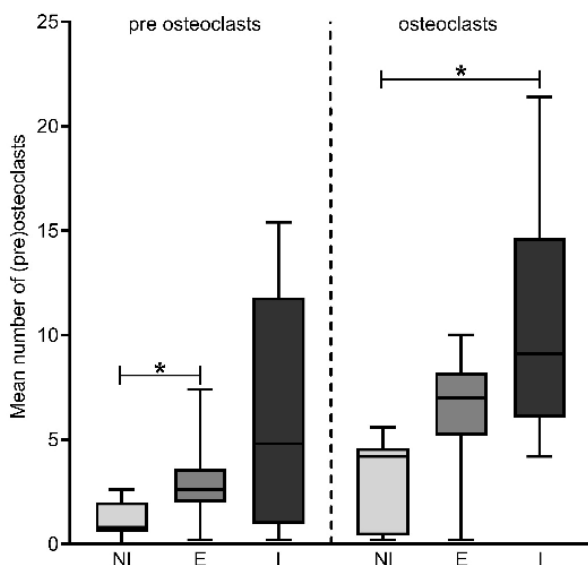 pre osteoclasts
osteoclasts
Mean number of (pre)osteoclasts
25
20
15
10
5
0
*
*
NI
E
I
NI
E
I